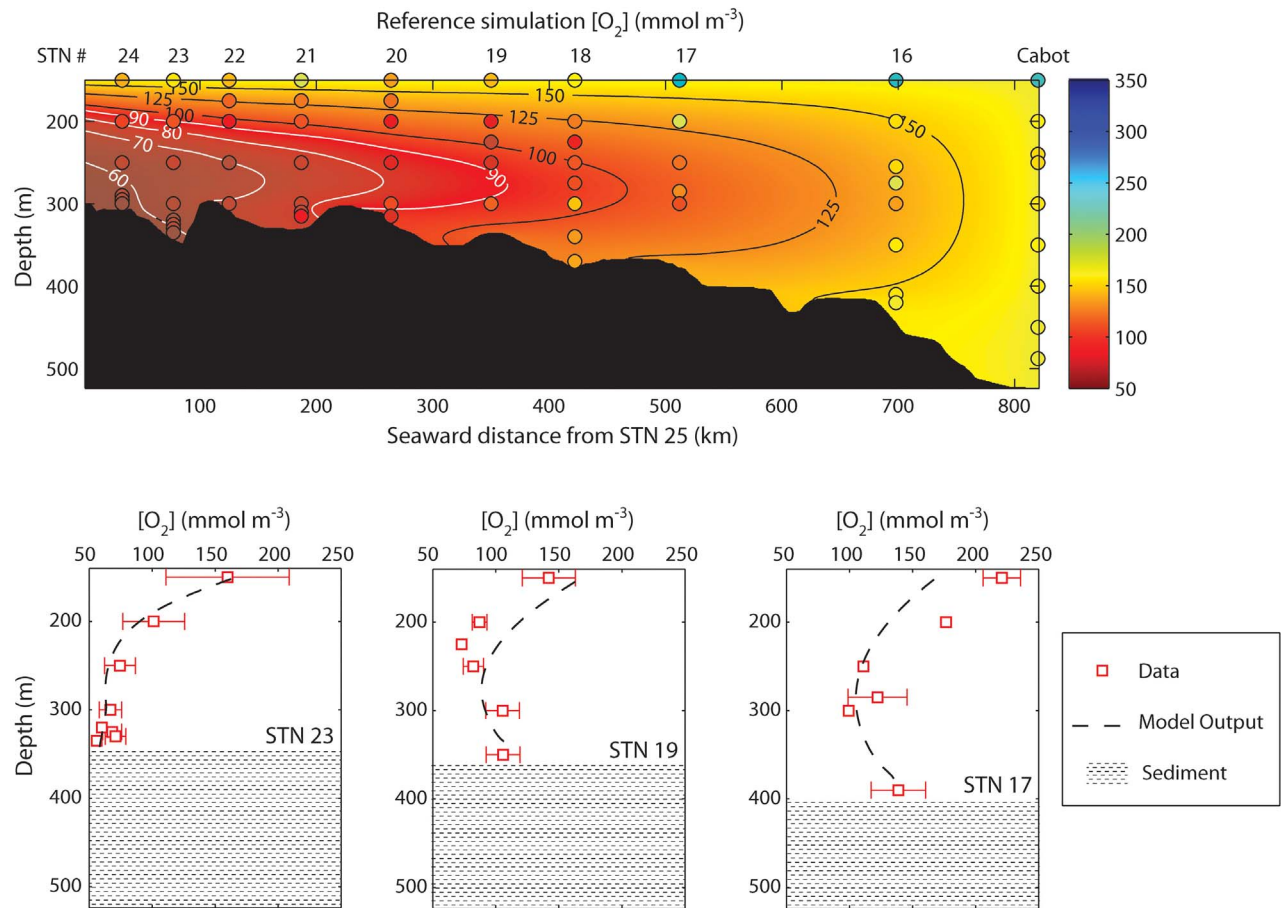 Reference simulation [O2] (mmol m-3)
STN # 24 23 22 21 20 19 18 17 16 Cabot
Depth (m)
200
300
400
500
150
125
100
90
80
70
60
90
100
125
150
125
150
350
300
250
200
150
100
50
100 200 300 400 500 600 700 800
Seaward distance from STN 25 (km)
[O2] (mmol m-3)
50 100 150 200 250
Depth (m)
200
300
400
500
STN 23
[O2] (mmol m-3)
50 100 150 200 250
200
300
400
500
STN 19
[O2] (mmol m-3)
50 100 150 200 250
200
300
400
500
STN 17
Data
Model Output
Sediment